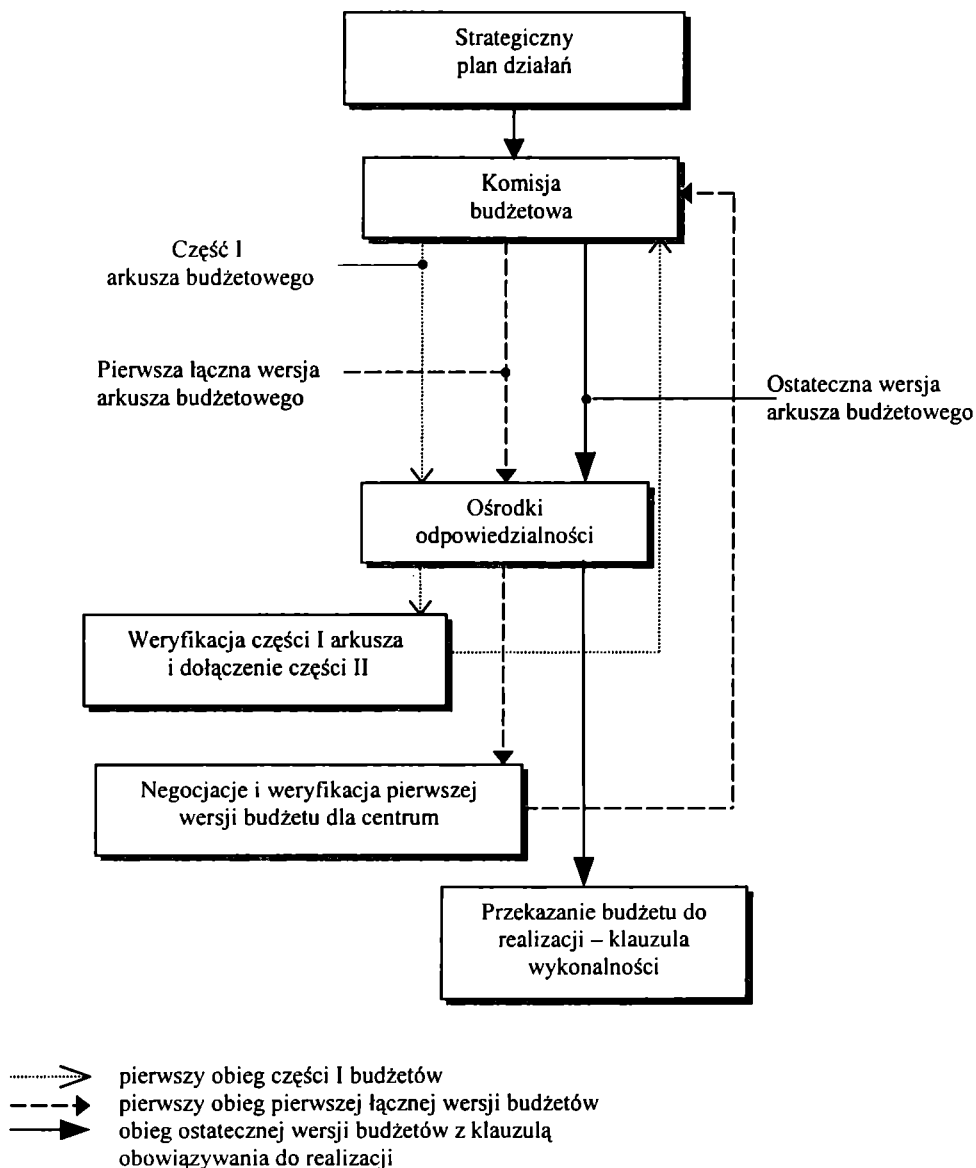 Strategiczny
plan działań
Komisja
budżetowa
Część I
arkusza budżetowego
Pierwsza łączna wersja
arkusza budżetowego
Ostateczna wersja
arkusza budżetowego
Ośrodki
odpowiedzialności
Weryfikacja części I arkusza
i dołączenie części II
Negocjacje i weryfikacja pierwszej
wersji budżetu dla centrum
Przekazanie budżetu do
realizacji – klauzula
wykonalności
pierwszy obieg części I budżetów
pierwszy obieg pierwszej łącznej wersji budżetów
obieg ostatecznej wersji budżetów z klauzulą
obowiązywania do realizacji